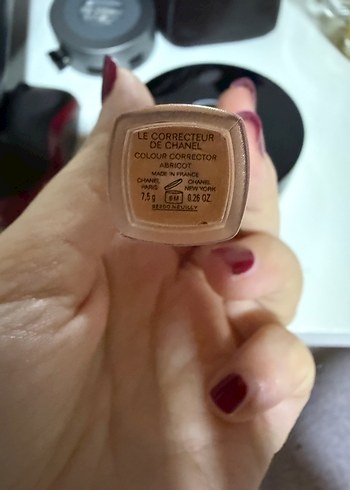 LE CORRECTEUR
DE CHANEL
COLOUR CORRECTOR
ABRICOT
MADE IN FRANCE
CHANEL CHANEL
PARIS NEW YORK
7,5 g 0.26 OZ.